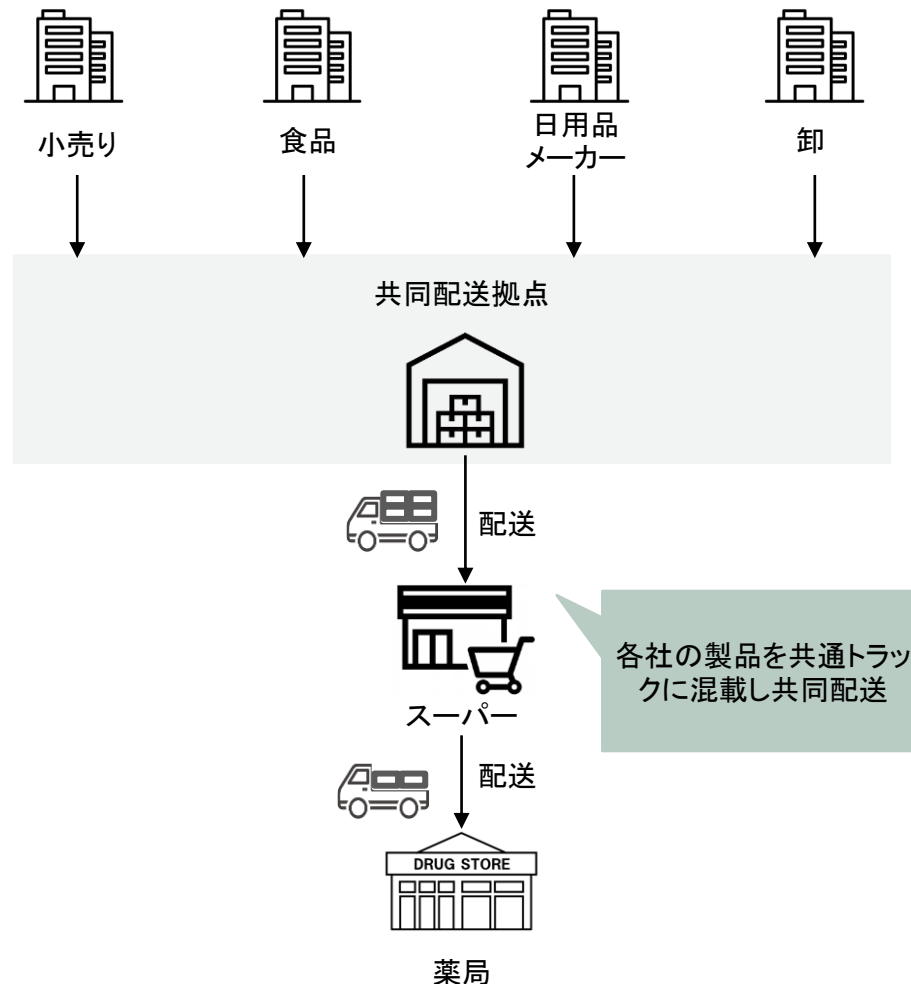 小売り
食品
日用品
メーカー
卸
共同配送拠点
配送
各社の製品を共通トラッ
クに混載し共同配送
スーパー
配送
DRUG STORE
薬局